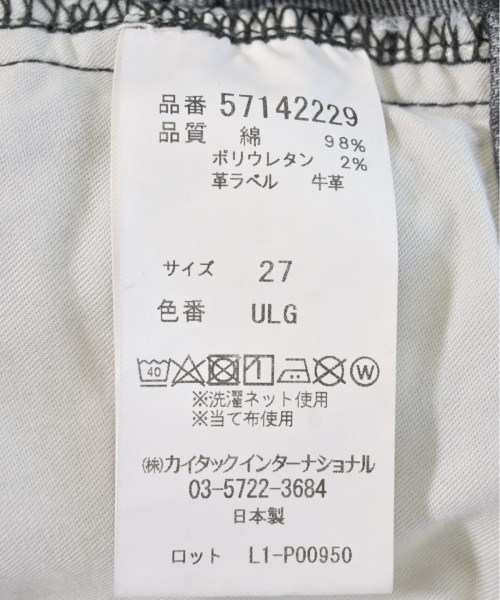 品番 57142229
品質 綿 98%
ポリウレタン 2%
革ラベル 牛革
サイズ 27
色番 ULG
40 W
※洗濯ネット使用
※当て布使用
㈱カイタックインターナショナル
03-5722-3684
日本製
ロット L1-P00950